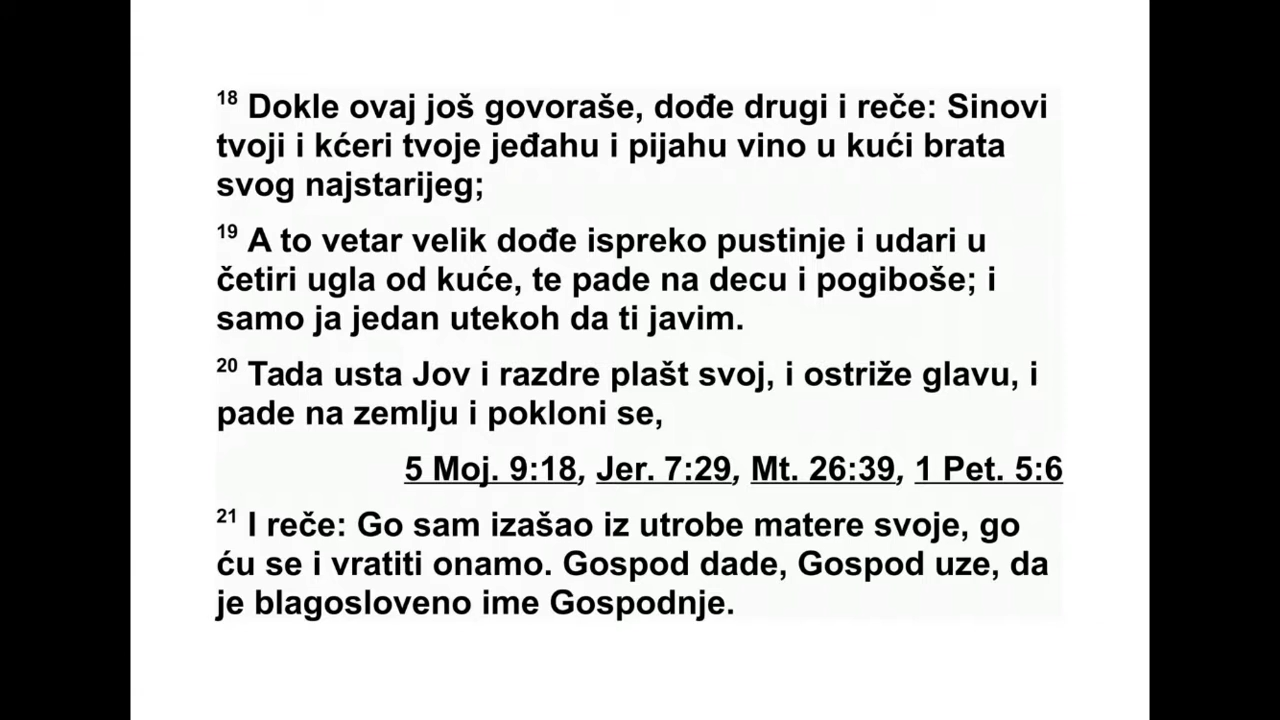 18 Dokle ovaj još govoraše, dođe drugi i reče: Sinovi
tvoji i kćeri tvoje jeđahu i pijahu vino u kući brata
svog najstarijeg;
19 A to vetar velik dođe ispreko pustinje i udari u
četiri ugla od kuće, te pade na decu i pogiboše; i
samo ja jedan utekoh da ti javim.
20 Tada usta Jov i razdre plašt svoj, i ostriže glavu, i
pade na zemlju i pokloni se,
5 Moj. 9:18, Jer. 7:29, Mt. 26:39, 1 Pet. 5:6
21 I reče: Go sam izašao iz utrobe matere svoje, go
ću se i vratiti onamo. Gospod dade, Gospod uze, da
je blagosloveno ime Gospodnje.